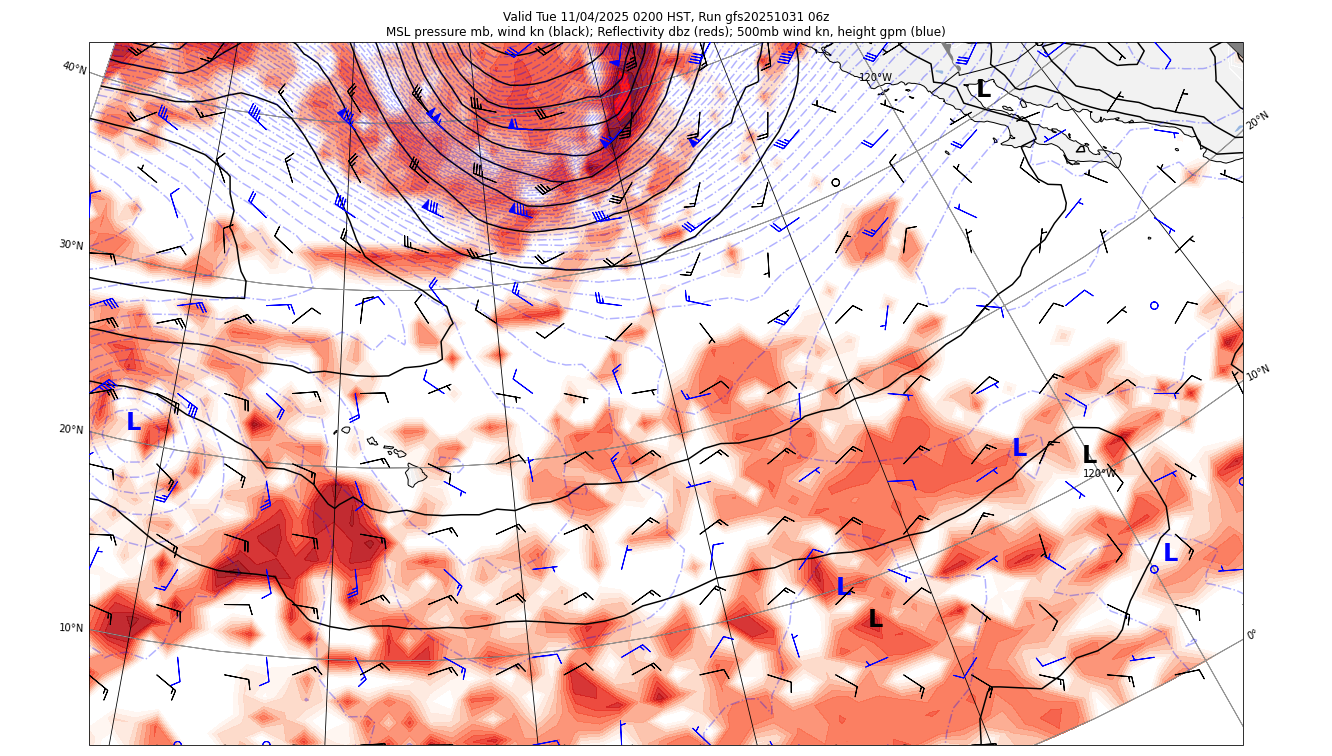 Valid Tue 11/04/2025 0200 HST, Run gfs20251031 06z
MSL pressure mb, wind kn (black); Reflectivity dbz (reds); 500mb wind kn, height gpm (blue)
40°N
120°W
L
20°N
30°N
10°N
L
20°N
L
L
120°W
L
L
L
10°N
0°